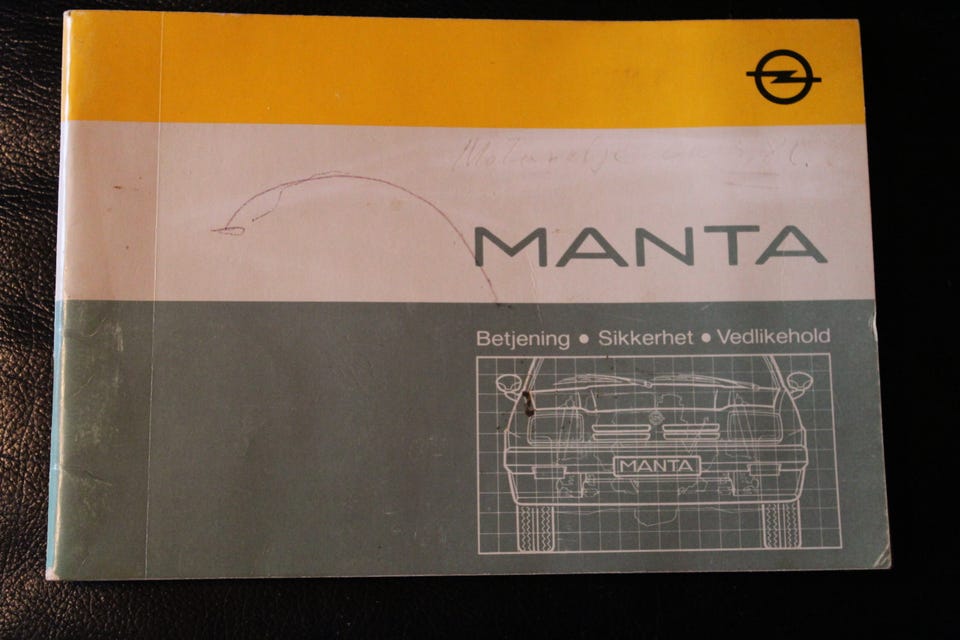 MANTA
Betjening • Sikkerhet • Vedlikehold
MANTA